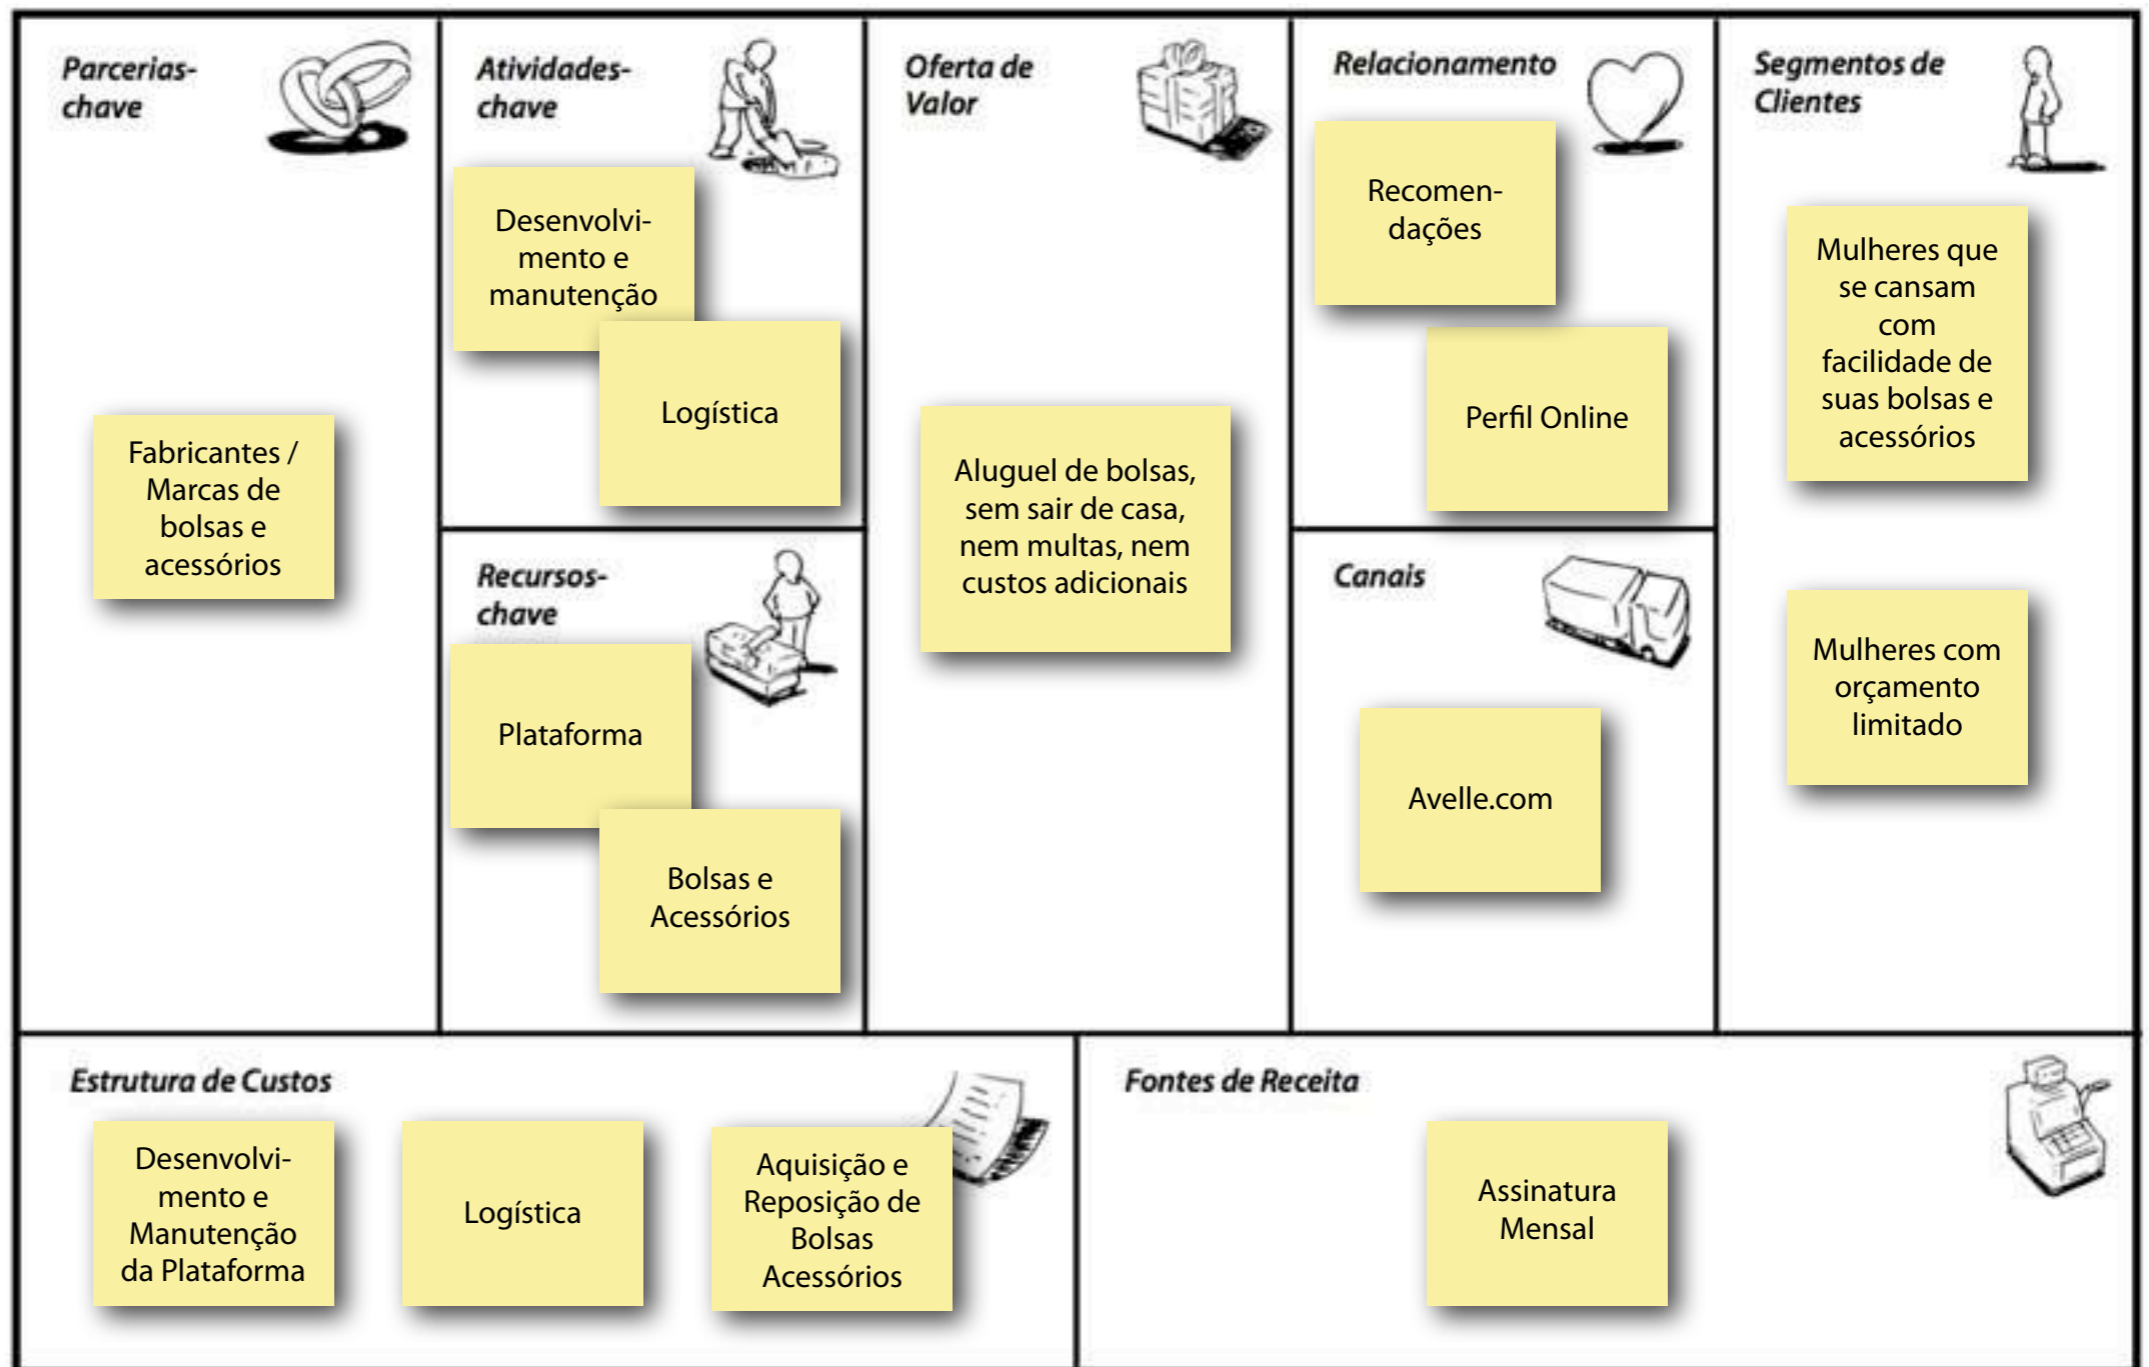 Parcerias-
chave
Fabricantes /
Marcas de
bolsas e
acessórios
Atividades-
chave
Desenvolvi-
mento e
manutenção
Logística
Recursos-
chave
Plataforma
Bolsas e
Acessórios
Oferta de
Valor
Aluguel de bolsas,
sem sair de casa,
nem multas, nem
custos adicionais
Relacionamento
Recomen-
dações
Perfil Online
Canais
Avelle.com
Segmentos de
Clientes
Mulheres que
se cansam
com
facilidade de
suas bolsas e
acessórios
Mulheres com
orçamento
limitado
Estrutura de Custos
Desenvolvi-
mento e
Manutenção
da Plataforma
Logística
Aquisição e
Reposição de
Bolsas
Acessórios
Fontes de Receita
Assinatura
Mensal